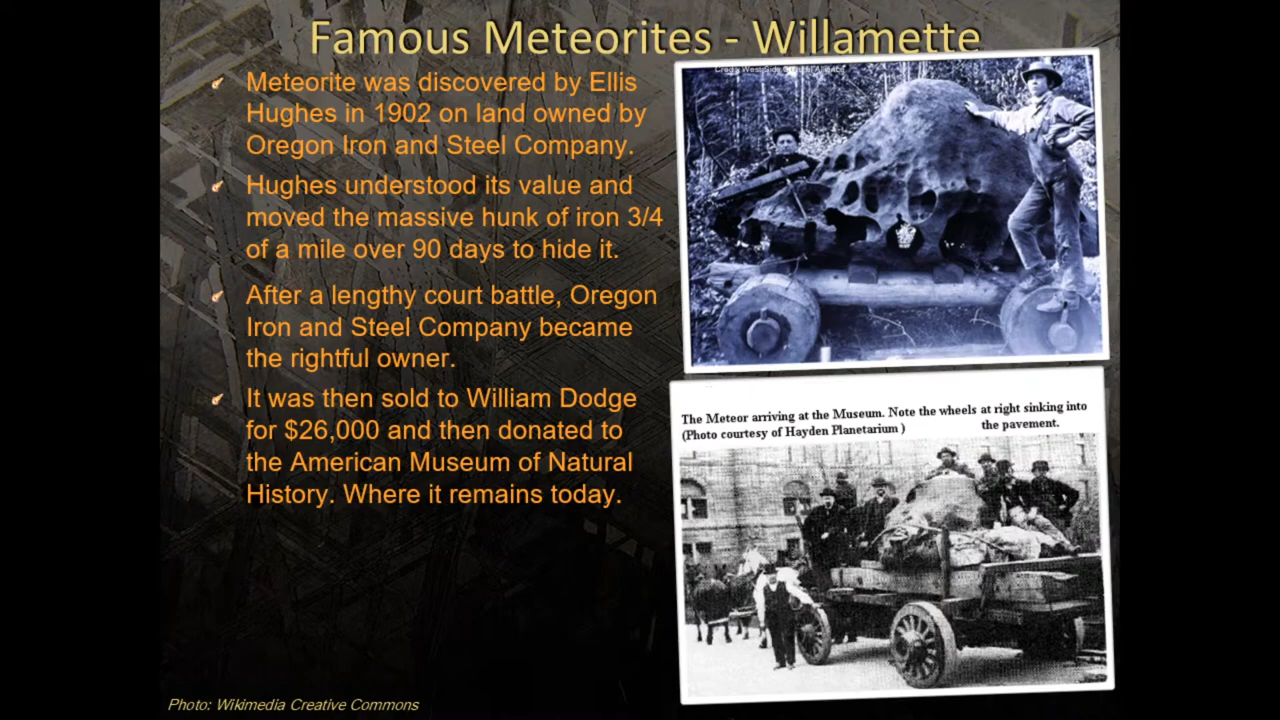 Famous Meteorites - Willamette
Meteorite was discovered by Ellis
Hughes in 1902 on land owned by
Oregon Iron and Steel Company.
Hughes understood its value and
moved the massive hunk of iron 3/4
of a mile over 90 days to hide it.
After a lengthy court battle, Oregon
Iron and Steel Company became
the rightful owner.
It was then sold to William Dodge
for $26,000 and then donated to
the American Museum of Natural
History. Where it remains today.
The Meteor arriving at the Museum. Note the wheels at right sinking into
(Photo courtesy of Hayden Planetarium ) the pavement.
Photo: Wikimedia Creative Commons